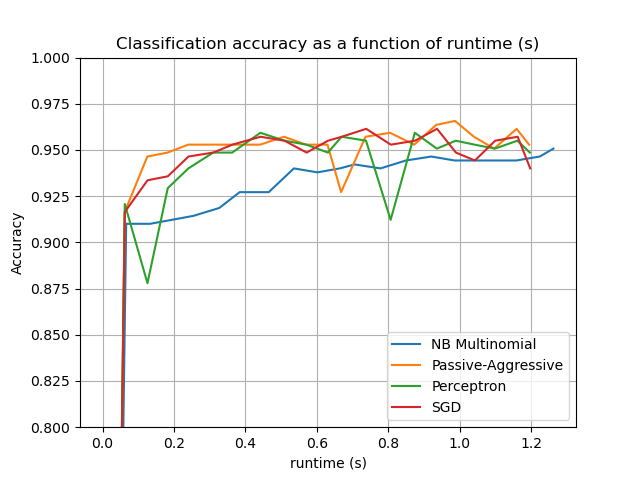 Classification accuracy as a function of runtime (s)
1.000
0.975
0.950
0.925
0.900
0.875
0.850
0.825
0.800
Accuracy
NB Multinomial
Passive-Aggressive
Perceptron
SGD
0.0 0.2 0.4 0.6 0.8 1.0 1.2
runtime (s)